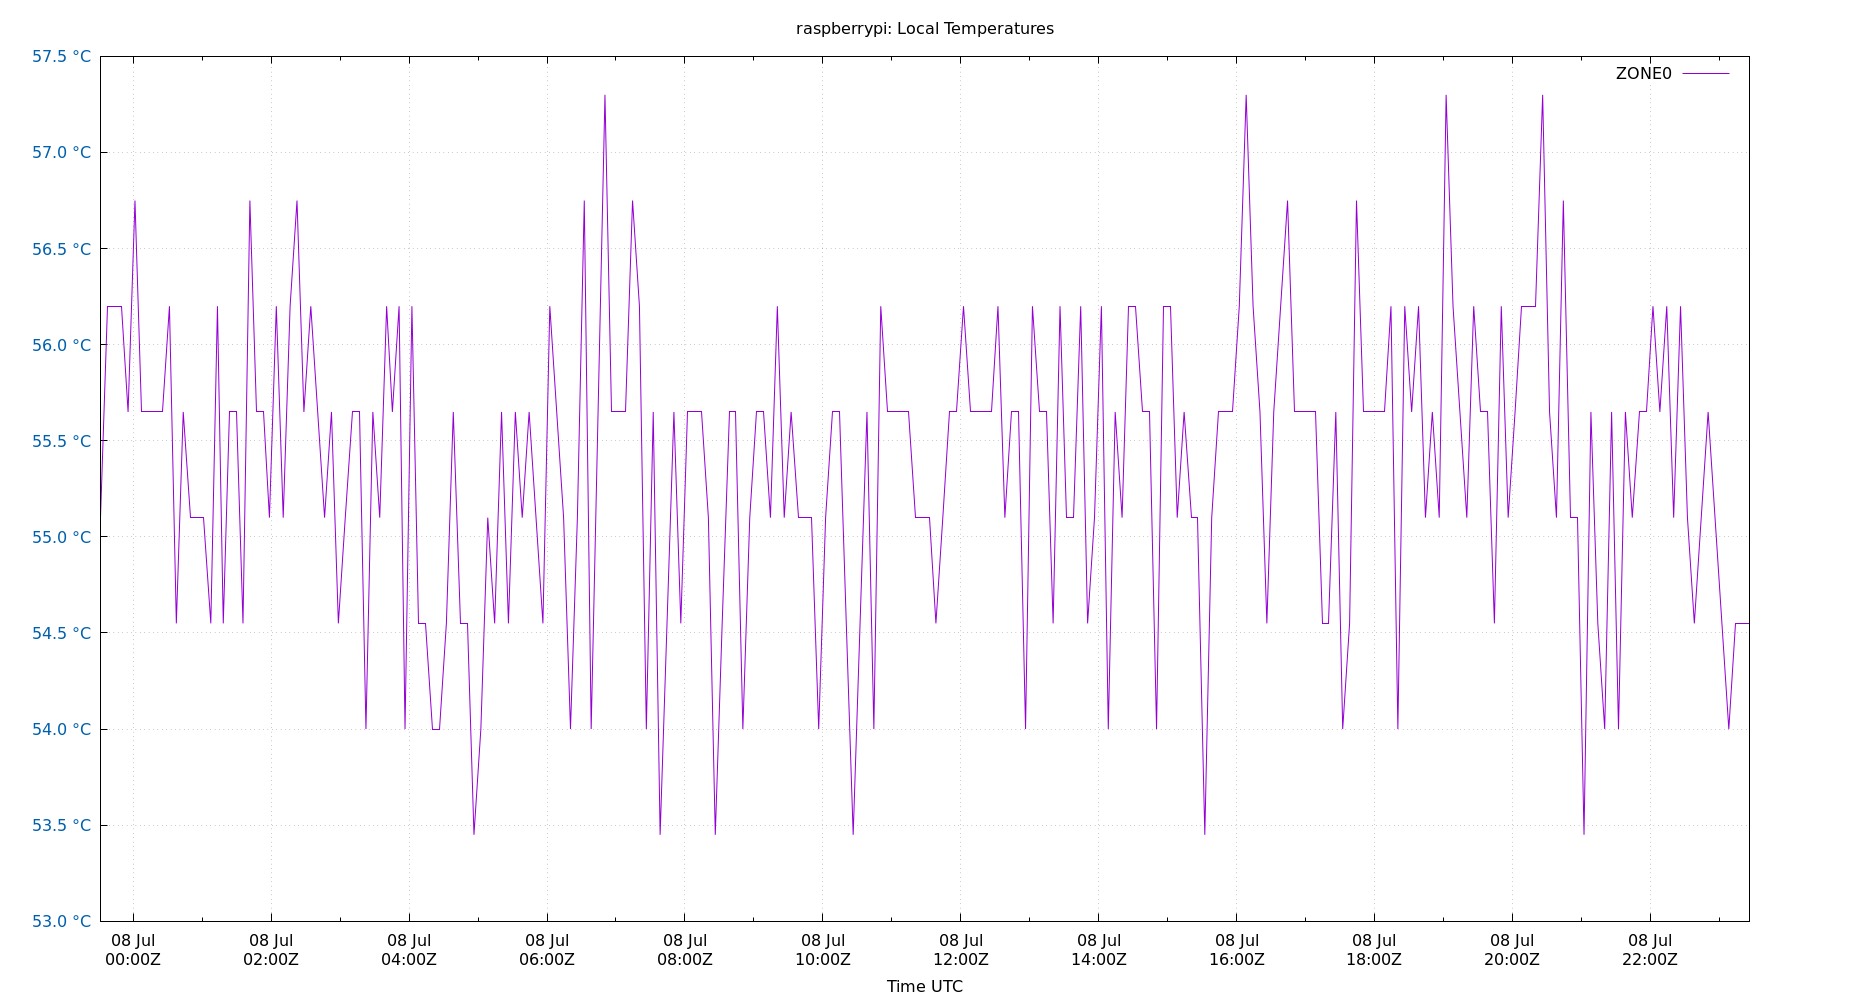 raspberrypi: Local Temperatures
57.5 °C
ZONE0
57.0 °C
56.5 °C
56.0 °C
55.5 °C
55.0 °C
54.5 °C
54.0 °C
53.5 °C
53.0 °C
08 Jul 08 Jul 08 Jul 08 Jul 08 Jul 08 Jul 08 Jul 08 Jul 08 Jul 08 Jul 08 Jul 08 Jul
00:00Z 02:00Z 04:00Z 06:00Z 08:00Z 10:00Z 12:00Z 14:00Z 16:00Z 18:00Z 20:00Z 22:00Z
Time UTC